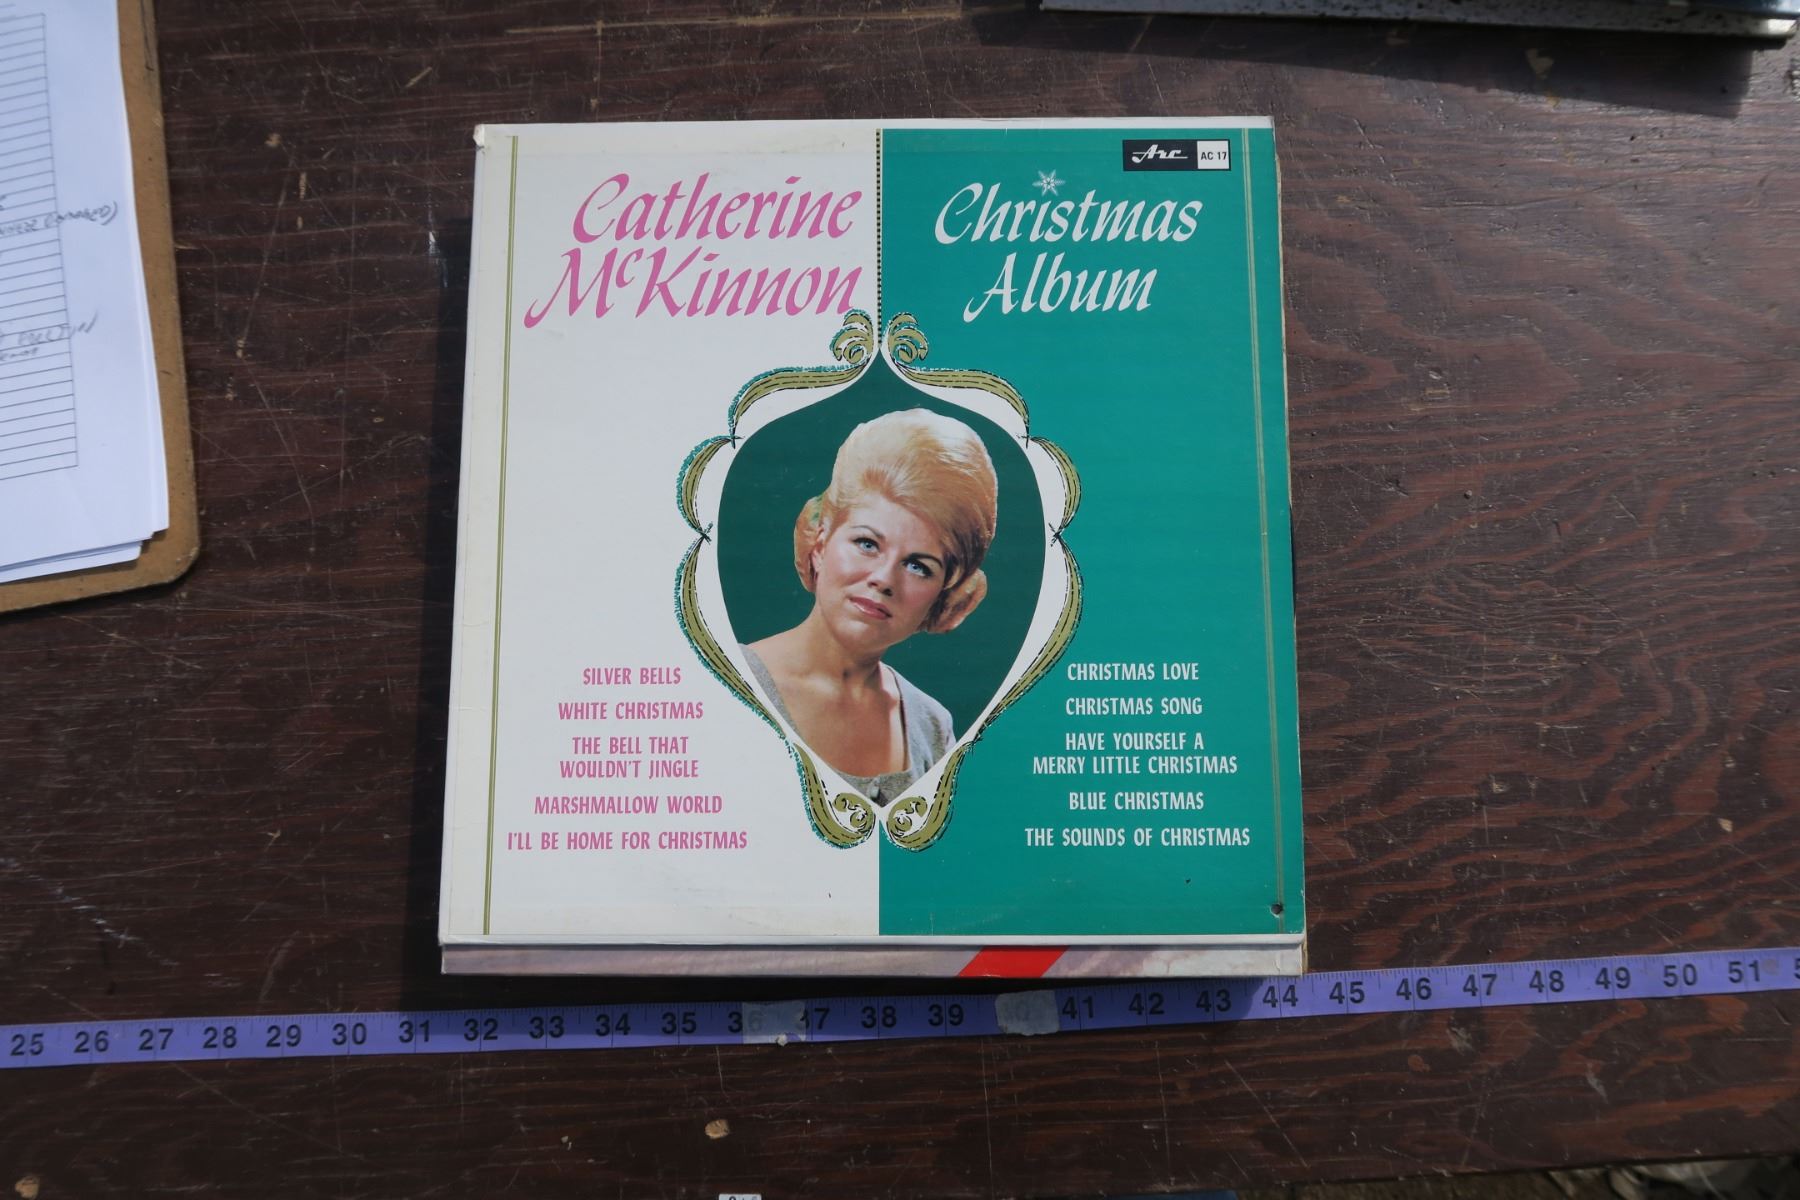 Catherine
McKinnon
Christmas
Album
Arc AC 17
SILVER BELLS
WHITE CHRISTMAS
THE BELL THAT
WOULDN'T JINGLE
MARSHMALLOW WORLD
I'LL BE HOME FOR CHRISTMAS
CHRISTMAS LOVE
CHRISTMAS SONG
HAVE YOURSELF A
MERRY LITTLE CHRISTMAS
BLUE CHRISTMAS
THE SOUNDS OF CHRISTMAS
25 26 27 28 29 30 31 32 33 34 35 36 37 38 39 40 41 42 43 44 45 46 47 48 49 50 51